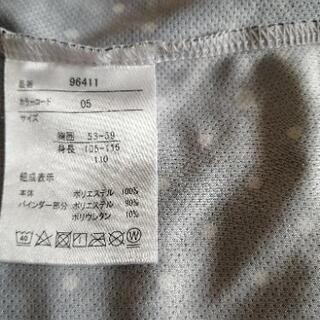 品番 96411
カラーコード 05
サイズ
胸囲 53-59
身長 105-115
110
組成表示
本体 ポリエステル 100%
バインダー部分 ポリエステル 90%
ポリウレタン 10%
40 W